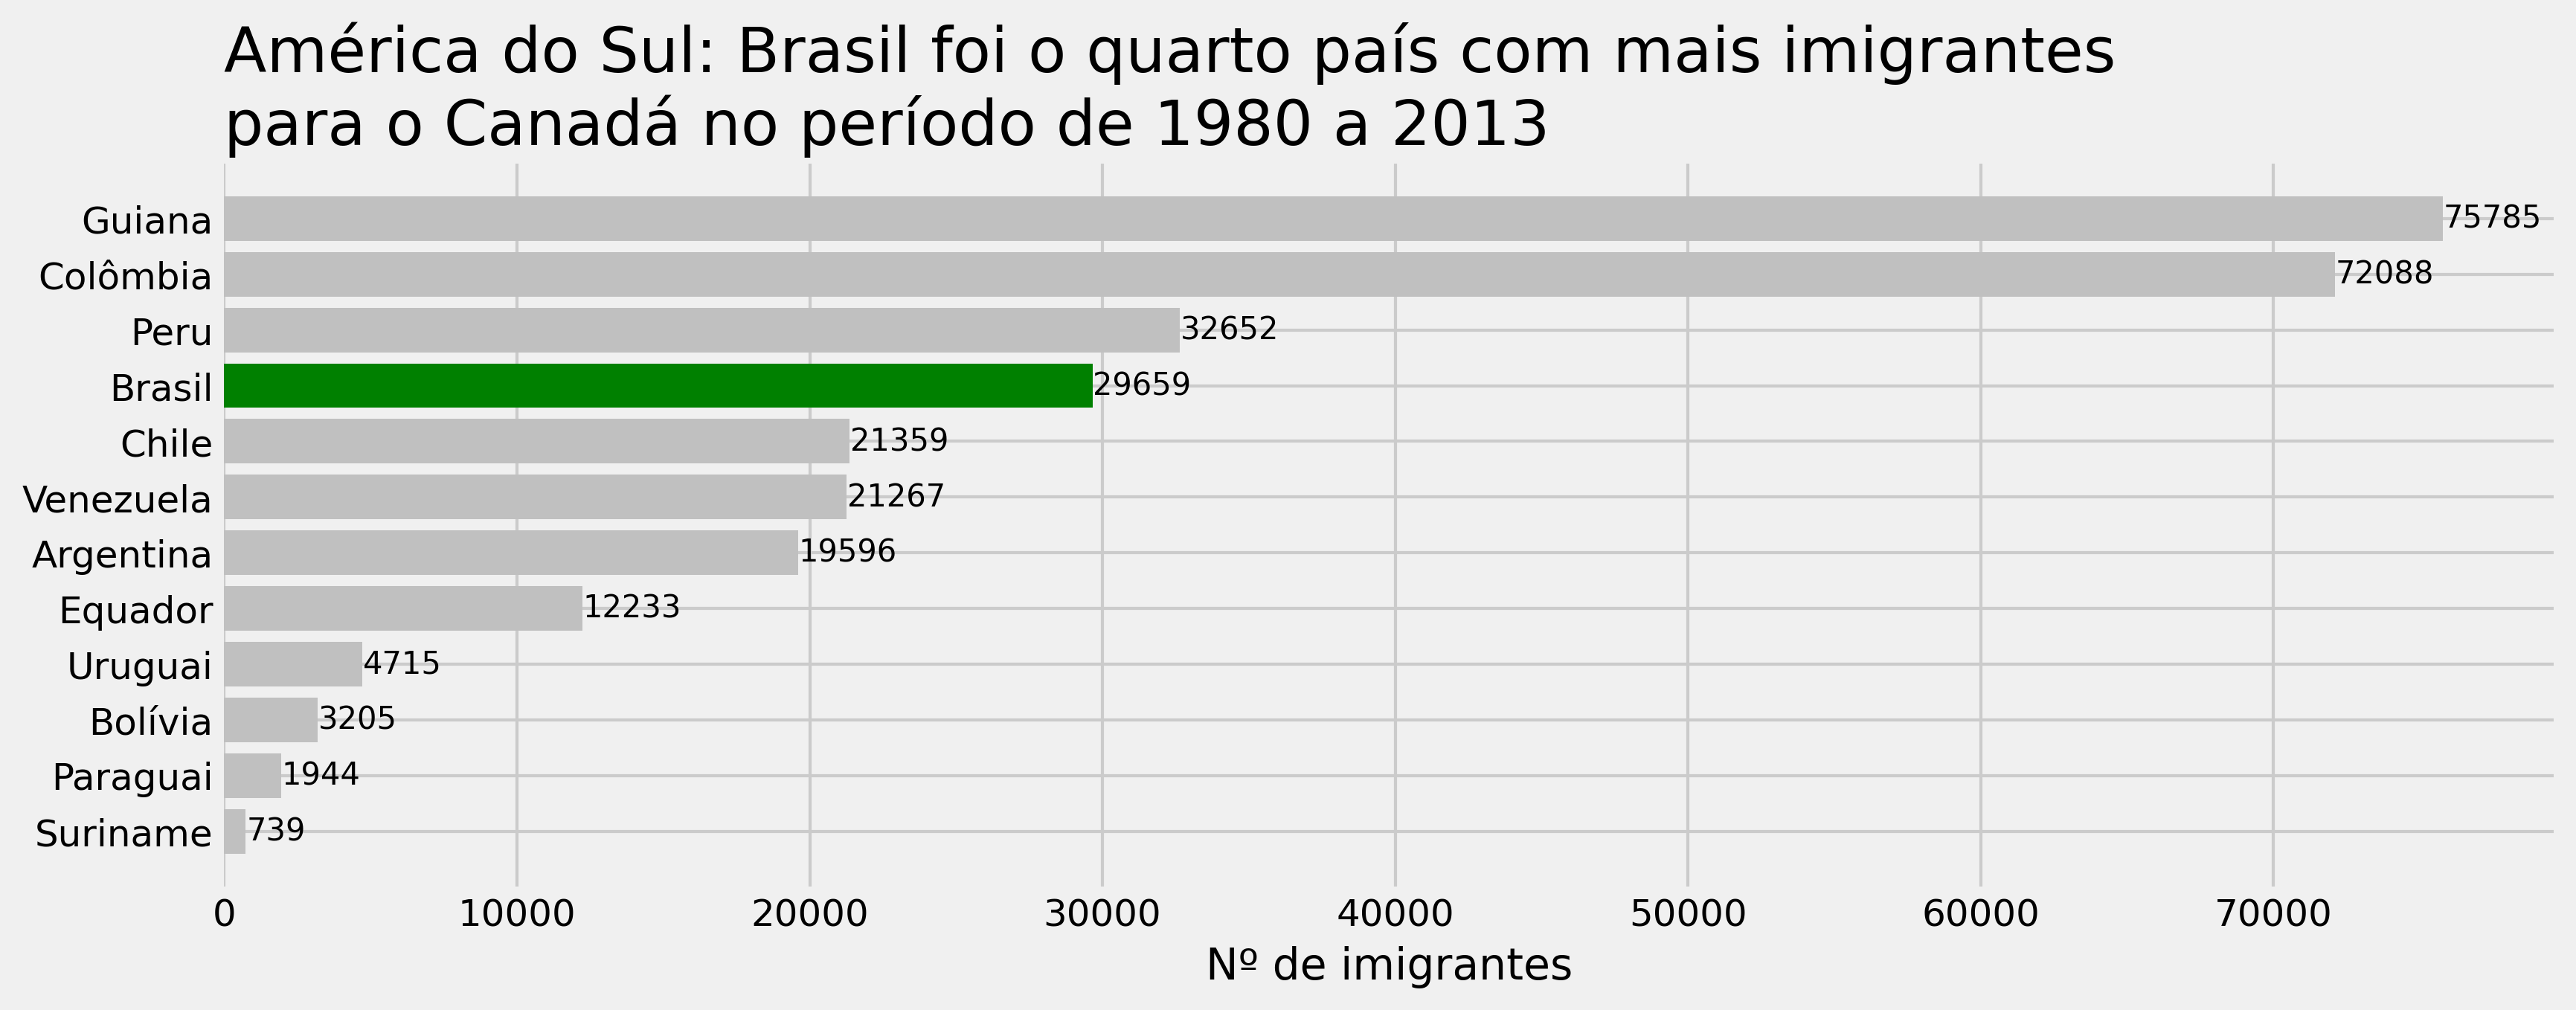 América do Sul: Brasil foi o quarto país com mais imigrantes
para o Canadá no período de 1980 a 2013
Guiana 75785
Colômbia 72088
Peru 32652
Brasil 29659
Chile 21359
Venezuela 21267
Argentina 19596
Equador 12233
Uruguai 4715
Bolívia 3205
Paraguai 1944
Suriname 739
0 10000 20000 30000 40000 50000 60000 70000
Nº de imigrantes